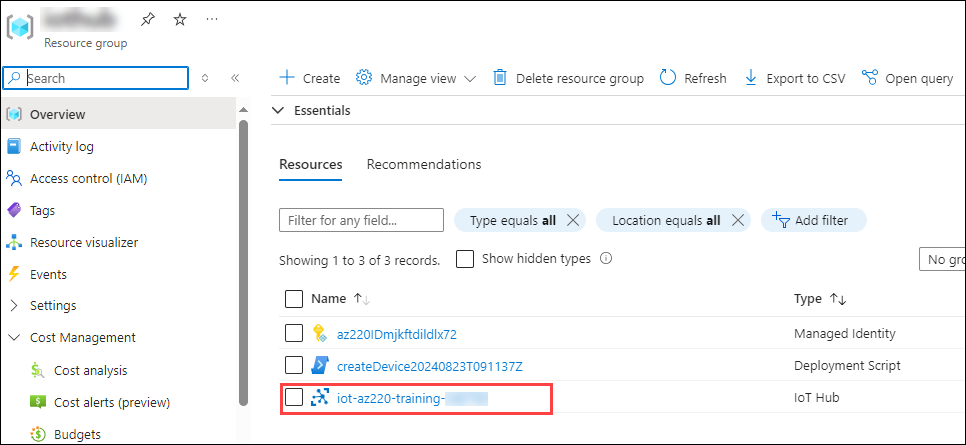 Resource group
Search
Overview
Activity log
Access control (IAM)
Tags
Resource visualizer
Events
Settings
Cost Management
Cost analysis
Cost alerts (preview)
Budgets
Create Manage view Delete resource group Refresh Export to CSV Open query
Essentials
Resources Recommendations
Filter for any field... Type equals all Location equals all Add filter
Showing 1 to 3 of 3 records. Show hidden types No gro
Name Type
az220IDmjkftdildlx72 Managed Identity
createDevice20240823T091137Z Deployment Script
iot-az220-training- IoT Hub